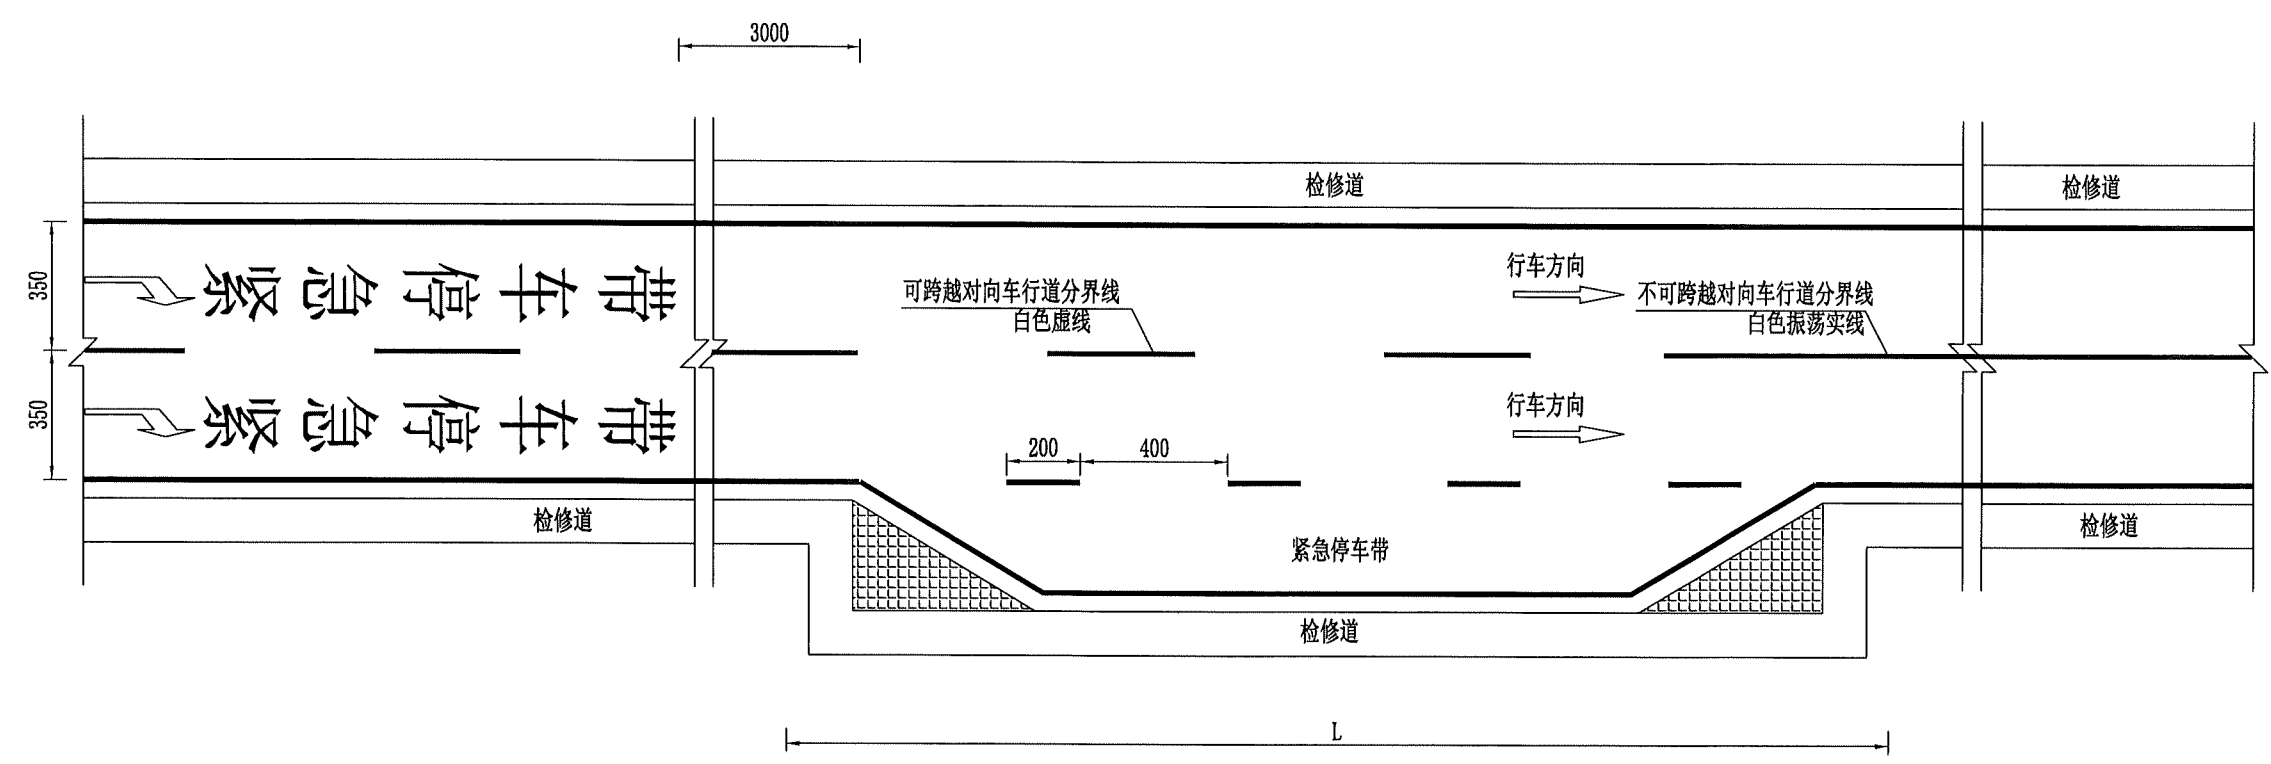 3000
检修道
检修道
350
紧急停车带
行车方向
可跨越对向车行道分界线
白色虚线
不可跨越对向车行道分界线
白色振荡实线
350
紧急停车带
行车方向
200
400
检修道
紧急停车带
检修道
检修道
L